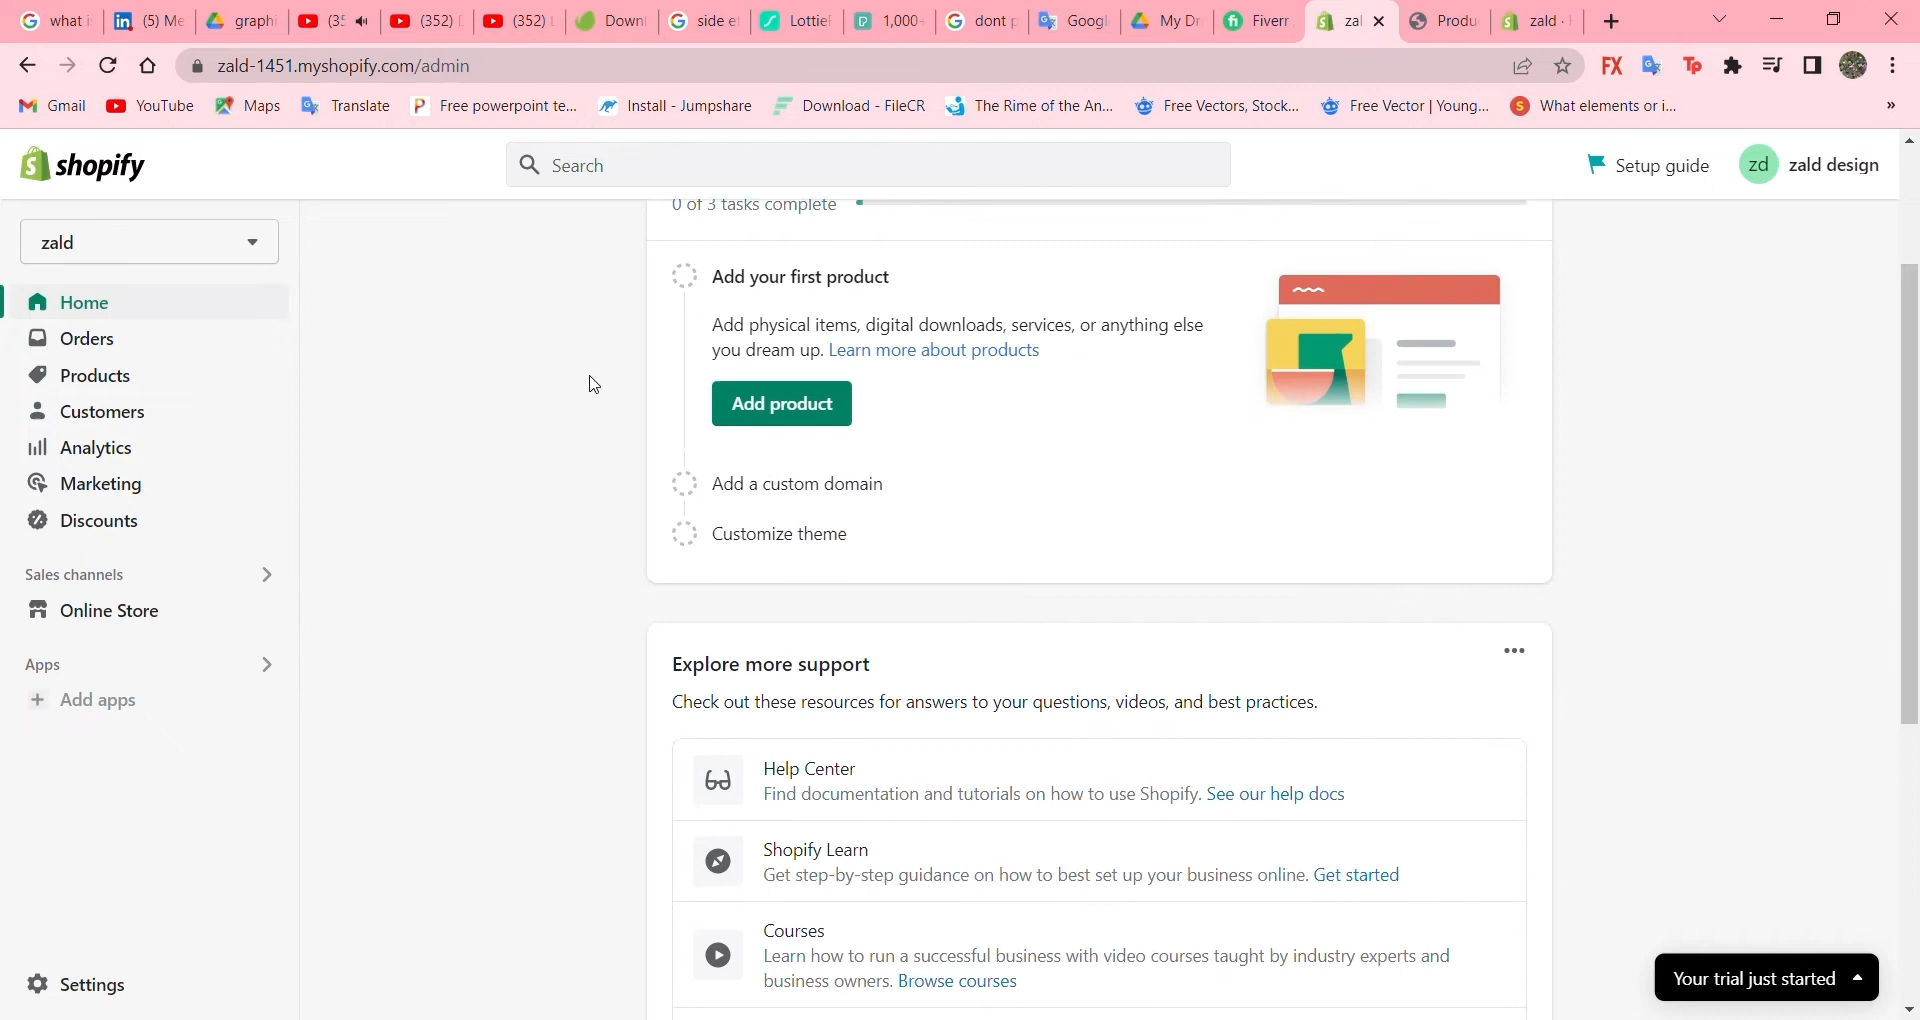 what i
(5) Me
graphi
(35
(352)
(352) L
Downl
side ef
LottieF
1,000+
dont p
Googl
My Dr
Fiverr
zal
Produ
zald ·
zald-1451.myshopify.com/admin
FX
Tp
Gmail
YouTube
Maps
Translate
Free powerpoint te...
Install - Jumpshare
Download - FileCR
The Rime of the An...
Free Vectors, Stock...
Free Vector | Young...
What elements or i...
»
shopify
Search
Setup guide
zd
zald design
zald
Home
Orders
Products
Customers
Analytics
Marketing
Discounts
Sales channels
Online Store
Apps
Add apps
Settings
0 of 3 tasks complete
Add your first product
Add physical items, digital downloads, services, or anything else
you dream up. Learn more about products
Add product
Add a custom domain
Customize theme
Explore more support
Check out these resources for answers to your questions, videos, and best practices.
Help Center
Find documentation and tutorials on how to use Shopify. See our help docs
Shopify Learn
Get step-by-step guidance on how to best set up your business online. Get started
Courses
Learn how to run a successful business with video courses taught by industry experts and
business owners. Browse courses
Your trial just started